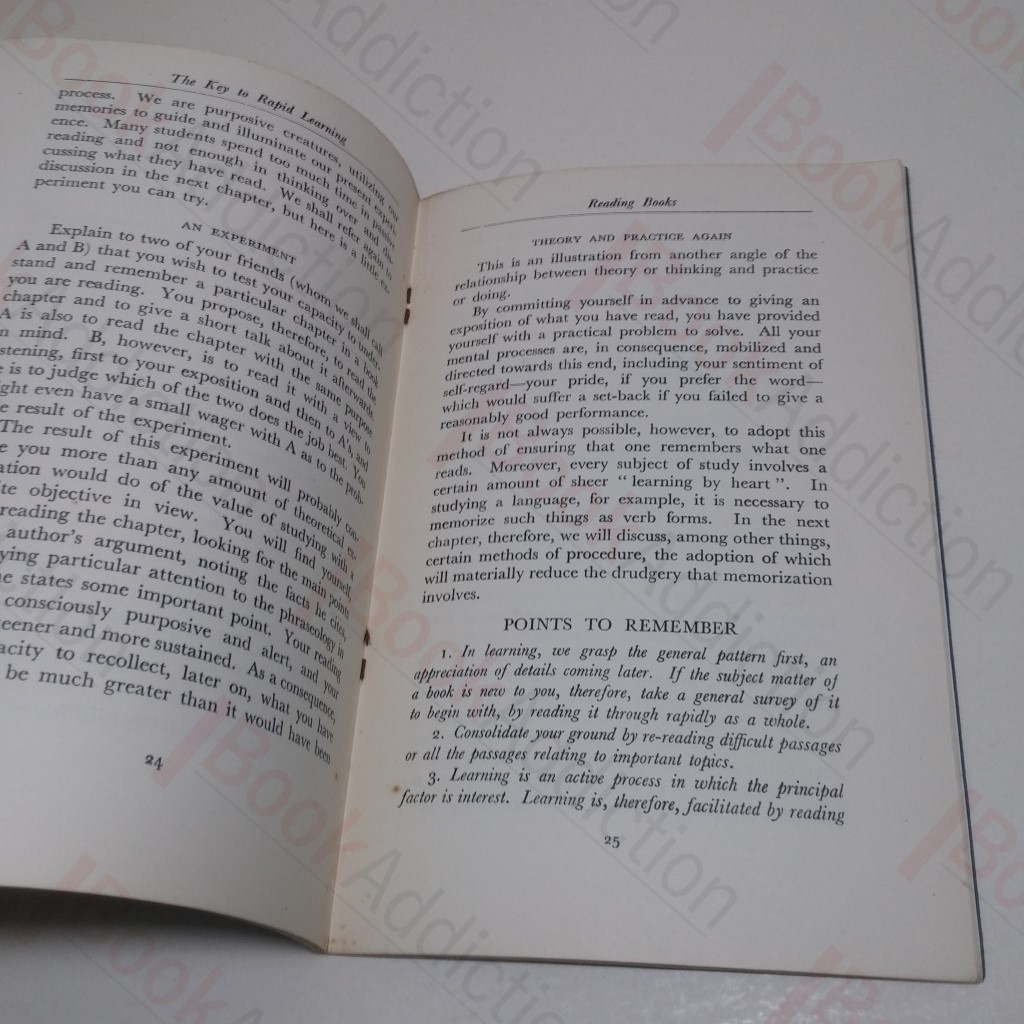 The Key to Rapid Learning
process. We are purposive creatures, utilizing our
memories to guide and illuminate our present experi-
ence. Many students spend too much time in passive
reading and not enough in thinking over and dis-
cussing what they have read. We shall refer again to
discussion in the next chapter, but here is a little ex-
periment you can try.
AN EXPERIMENT
Explain to two of your friends (whom we shall call
A and B) that you wish to test your capacity to under-
stand and remember a particular chapter in a book
you are reading. You propose, therefore, to read the
chapter and to give a short talk about it afterwards
A is also to read the chapter with the same purpose
n mind. B, however, is to read it with a view to
stening, first to your exposition and then to A's, and
e is to judge which of the two does the job best. You
ght even have a small wager with A as to the prob-
e result of the experiment.
The result of this experiment will probably con-
e you more than any amount of theoretical ex-
ation would do of the value of studying with a
ite objective in view. You will find yourself,
reading the chapter, looking for the main points
author's argument, noting the facts he cites,
ying particular attention to the phraseology in
he states some important point. Your reading
consciously purposive and alert, and your
eener and more sustained. As a consequence,
acity to recollect, later on, what you have
be much greater than it would have been
24
Reading Books
THEORY AND PRACTICE AGAIN
This is an illustration from another angle of the
relationship between theory or thinking and practice
or doing.
By committing yourself in advance to giving an
exposition of what you have read, you have provided
yourself with a practical problem to solve. All your
mental processes are, in consequence, mobilized and
directed towards this end, including your sentiment of
self-regard—your pride, if you prefer the word—
which would suffer a set-back if you failed to give a
reasonably good performance.
It is not always possible, however, to adopt this
method of ensuring that one remembers what one
reads. Moreover, every subject of study involves a
certain amount of sheer "learning by heart". In
studying a language, for example, it is necessary to
memorize such things as verb forms. In the next
chapter, therefore, we will discuss, among other things,
certain methods of procedure, the adoption of which
will materially reduce the drudgery that memorization
involves.
POINTS TO REMEMBER
1. In learning, we grasp the general pattern first, an
appreciation of details coming later. If the subject matter of
a book is new to you, therefore, take a general survey of it
to begin with, by reading it through rapidly as a whole.
2. Consolidate your ground by re-reading difficult passages
or all the passages relating to important topics.
3. Learning is an active process in which the principal
factor is interest. Learning is, therefore, facilitated by reading
25
BookAddiction